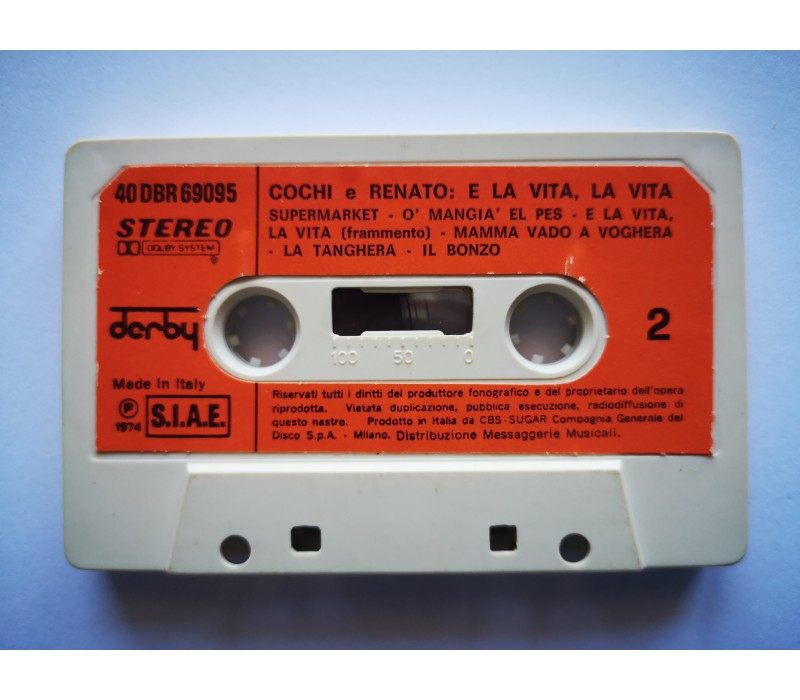 40 DBR 69095
STEREO
DOLBY SYSTEM
®
derby
Made in Italy
℗
1974
S.I.A.E.
COCHI e RENATO: E LA VITA, LA VITA
SUPERMARKET - O' MANGIA' EL PES - E LA VITA,
LA VITA (frammento) - MAMMA VADO A VOGHERA
- LA TANGHERA - IL BONZO
100 50 0
2
Riservati tutti i diritti del produttore fonografico e del proprietario dell'opera
riprodotta. Vietata duplicazione, pubblica esecuzione, radiodiffusione di
questo nastro. Prodotto in Italia da CBS-SUGAR Compagnia Generale del
Disco S.p.A. - Milano. Distribuzione Messaggerie Musicali.